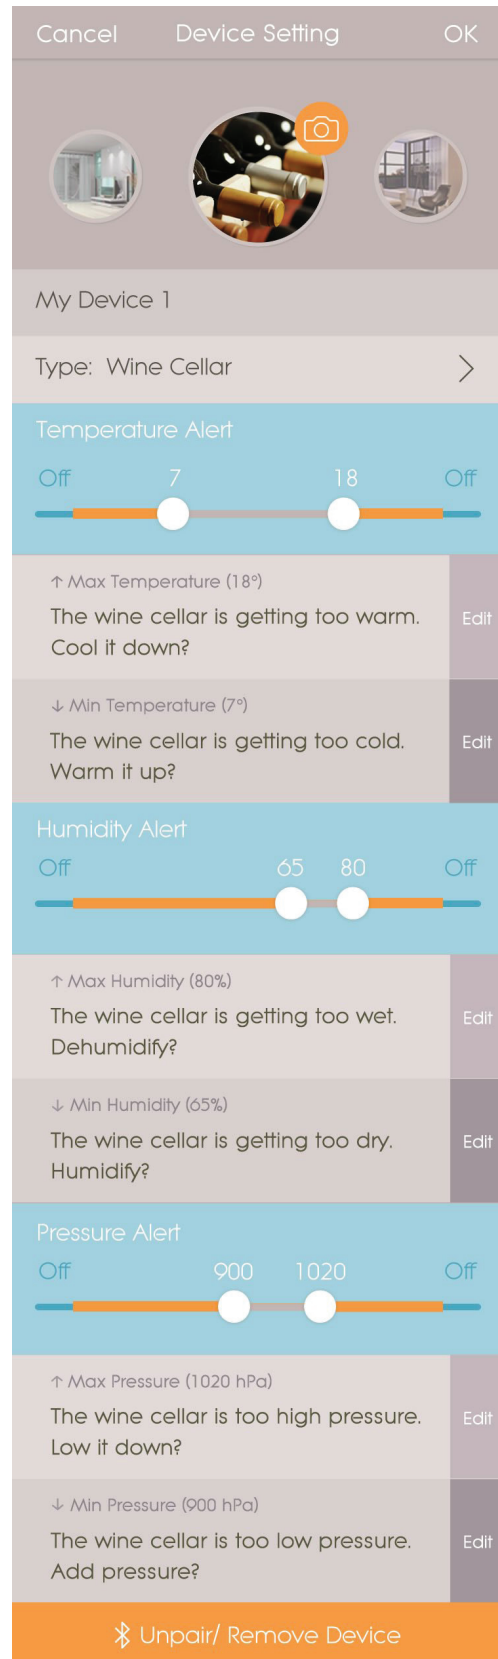 Cancel Device Setting OK
My Device 1
Type: Wine Cellar
Temperature Alert
Off 7 18 Off
↑ Max Temperature (18°)
The wine cellar is getting too warm.
Cool it down?
Edit
↓ Min Temperature (7°)
The wine cellar is getting too cold.
Warm it up?
Edit
Humidity Alert
Off 65 80 Off
↑ Max Humidity (80%)
The wine cellar is getting too wet.
Dehumidify?
Edit
↓ Min Humidity (65%)
The wine cellar is getting too dry.
Humidify?
Edit
Pressure Alert
Off 900 1020 Off
↑ Max Pressure (1020 hPa)
The wine cellar is too high pressure.
Low it down?
Edit
↓ Min Pressure (900 hPa)
The wine cellar is too low pressure.
Add pressure?
Edit
Unpair/ Remove Device